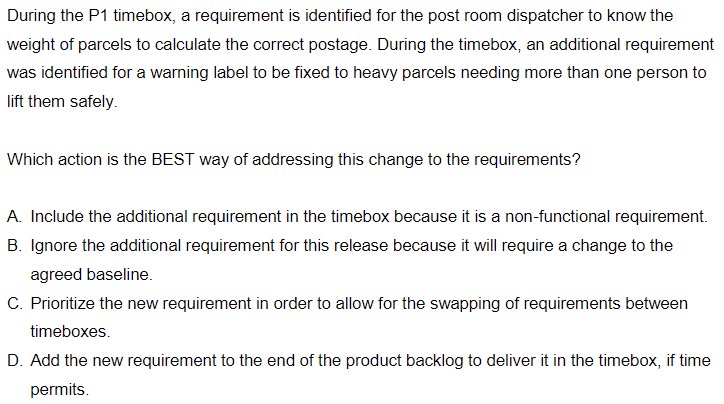 During the P1 timebox, a requirement is identified for the post room dispatcher to know the
weight of parcels to calculate the correct postage. During the timebox, an additional requirement
was identified for a warning label to be fixed to heavy parcels needing more than one person to
lift them safely.
Which action is the BEST way of addressing this change to the requirements?
A. Include the additional requirement in the timebox because it is a non-functional requirement.
B. Ignore the additional requirement for this release because it will require a change to the
agreed baseline.
C. Prioritize the new requirement in order to allow for the swapping of requirements between
timeboxes.
D. Add the new requirement to the end of the product backlog to deliver it in the timebox, if time
permits.